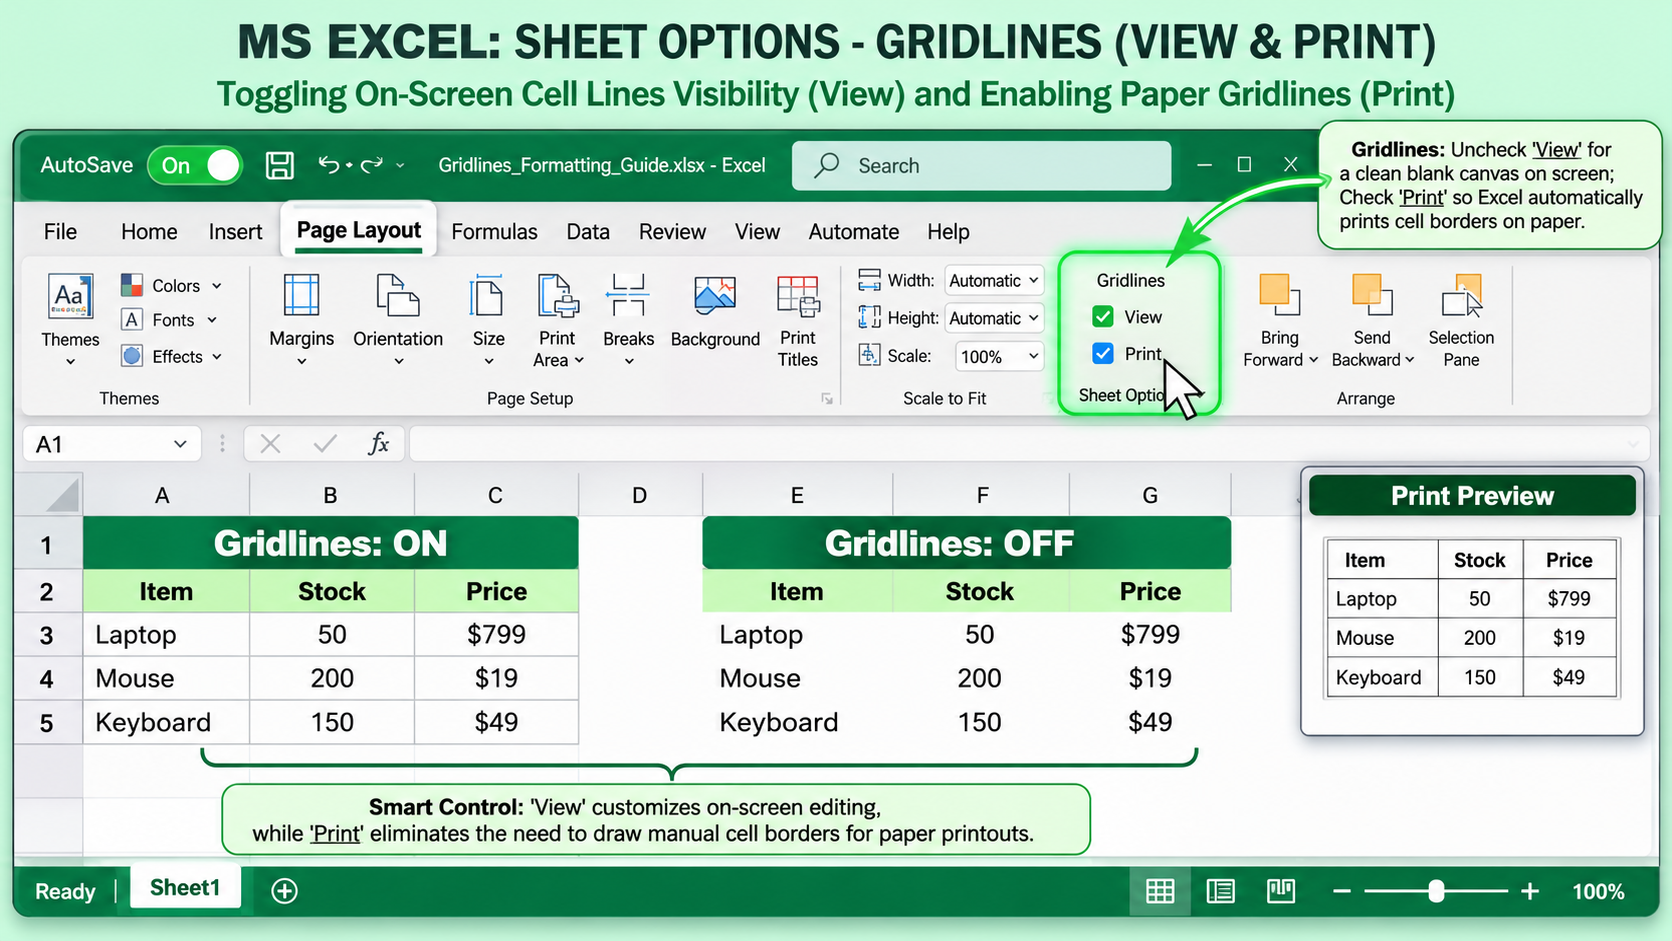 MS EXCEL: SHEET OPTIONS - GRIDLINES (VIEW & PRINT)
Toggling On-Screen Cell Lines Visibility (View) and Enabling Paper Gridlines (Print)
AutoSave On Gridlines_Formatting_Guide.xlsx - Excel Search
Gridlines: Uncheck 'View' for
a clean blank canvas on screen;
Check 'Print' so Excel automatically
prints cell borders on paper.
File Home Insert Page Layout Formulas Data Review View Automate Help
Aa
Themes
Colors
A Fonts
Effects
Themes
Margins
Orientation
Size
Print
Area
Breaks
Background
Print
Titles
Page Setup
Width: Automatic
Height: Automatic
Scale: 100%
Scale to Fit
Gridlines
View
Print
Sheet Optio
Bring
Forward
Send
Backward
Selection
Pane
Arrange
A1 fx
A B C D E F G
1 Gridlines: ON Gridlines: OFF
2 Item Stock Price Item Stock Price
3 Laptop 50 $799 Laptop 50 $799
4 Mouse 200 $19 Mouse 200 $19
5 Keyboard 150 $49 Keyboard 150 $49
Print Preview
Item Stock Price
Laptop 50 $799
Mouse 200 $19
Keyboard 150 $49
Smart Control: 'View' customizes on-screen editing,
while 'Print' eliminates the need to draw manual cell borders for paper printouts.
Ready Sheet1 100%